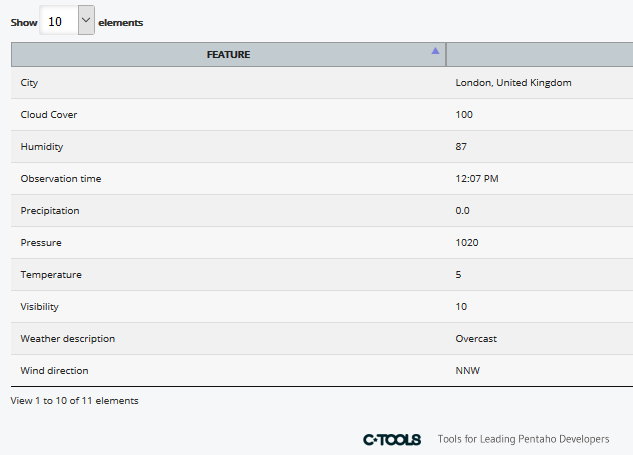 Show 10 elements
FEATURE
City London, United Kingdom
Cloud Cover 100
Humidity 87
Observation time 12:07 PM
Precipitation 0.0
Pressure 1020
Temperature 5
Visibility 10
Weather description Overcast
Wind direction NNW
View 1 to 10 of 11 elements
C*TOOLS Tools for Leading Pentaho Developers